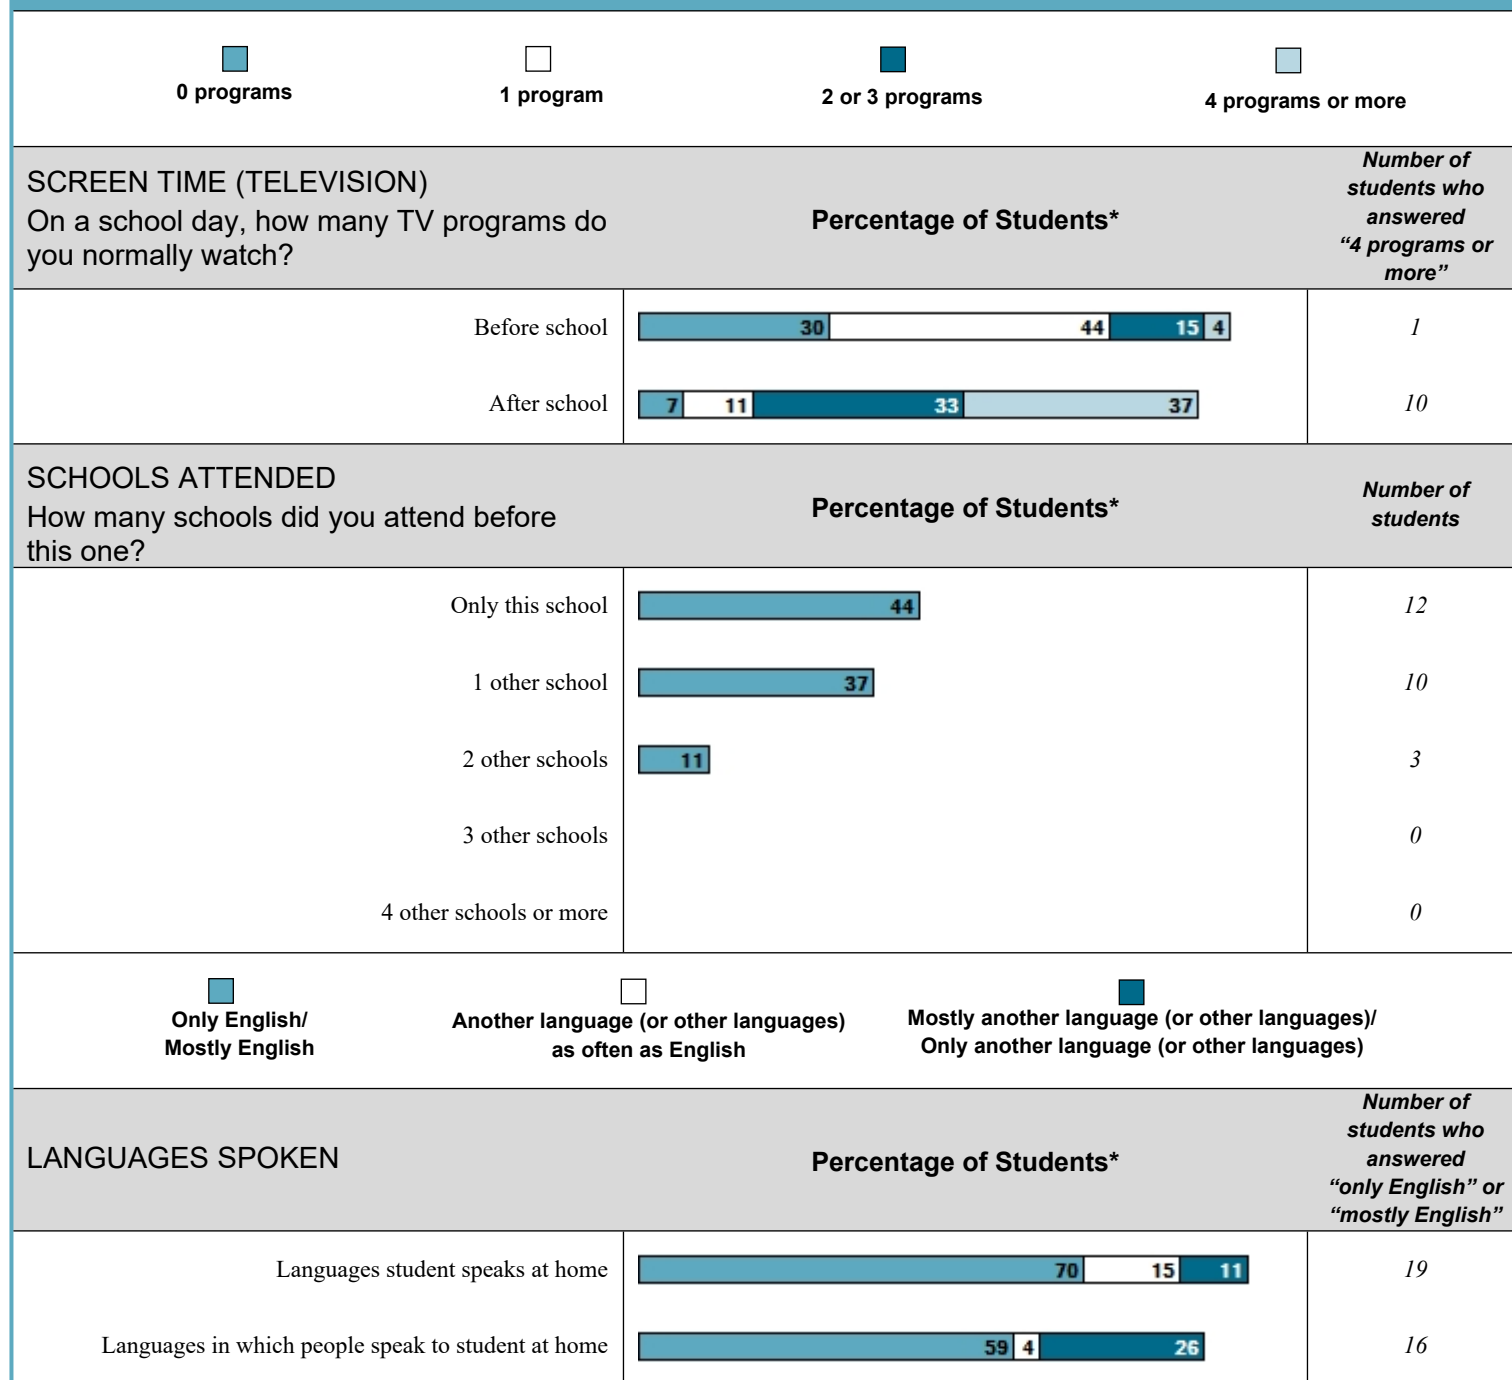 0 programs
1 program
2 or 3 programs
4 programs or more
SCREEN TIME (TELEVISION)
On a school day, how many TV programs do
you normally watch?
Percentage of Students*
Number of
students who
answered
“4 programs or
more”
Before school
30 44 15 4
1
After school
7 11 33 37
10
SCHOOLS ATTENDED
How many schools did you attend before
this one?
Percentage of Students*
Number of
students
Only this school
44
12
1 other school
37
10
2 other schools
11
3
3 other schools
0
4 other schools or more
0
Only English/
Mostly English
Another language (or other languages)
as often as English
Mostly another language (or other languages)/
Only another language (or other languages)
LANGUAGES SPOKEN
Percentage of Students*
Number of
students who
answered
“only English” or
“mostly English”
Languages student speaks at home
70 15 11
19
Languages in which people speak to student at home
59 4 26
16